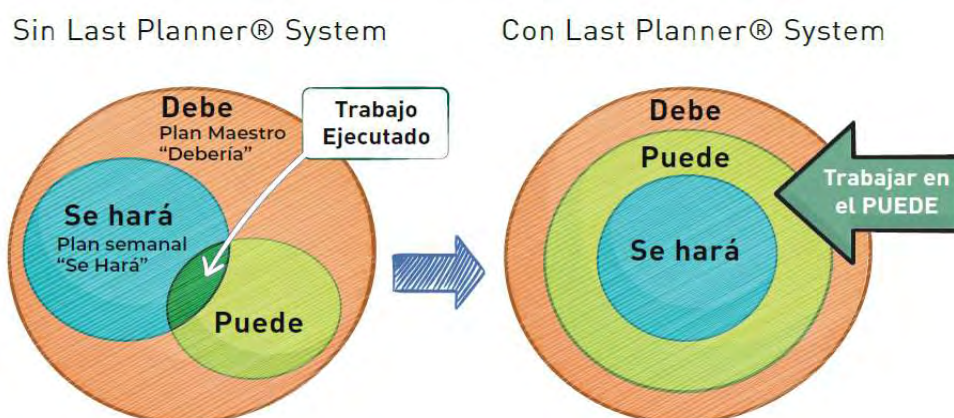 Sin Last Planner® System
Con Last Planner® System
Debe
Plan Maestro
“Debería”
Trabajo
Ejecutado
Se hará
Plan semanal
“Se Hará”
Puede
Debe
Puede
Se hará
Trabajar en
el PUEDE